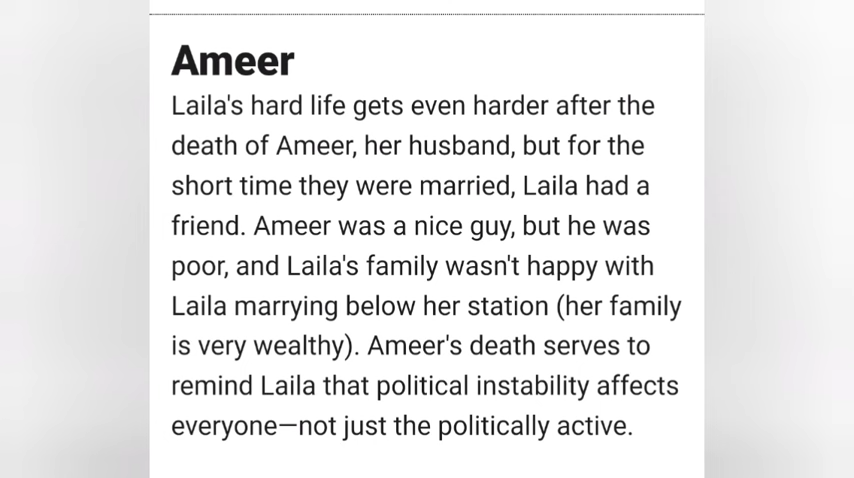 Ameer
Laila's hard life gets even harder after the
death of Ameer, her husband, but for the
short time they were married, Laila had a
friend. Ameer was a nice guy, but he was
poor, and Laila's family wasn't happy with
Laila marrying below her station (her family
is very wealthy). Ameer's death serves to
remind Laila that political instability affects
everyone—not just the politically active.